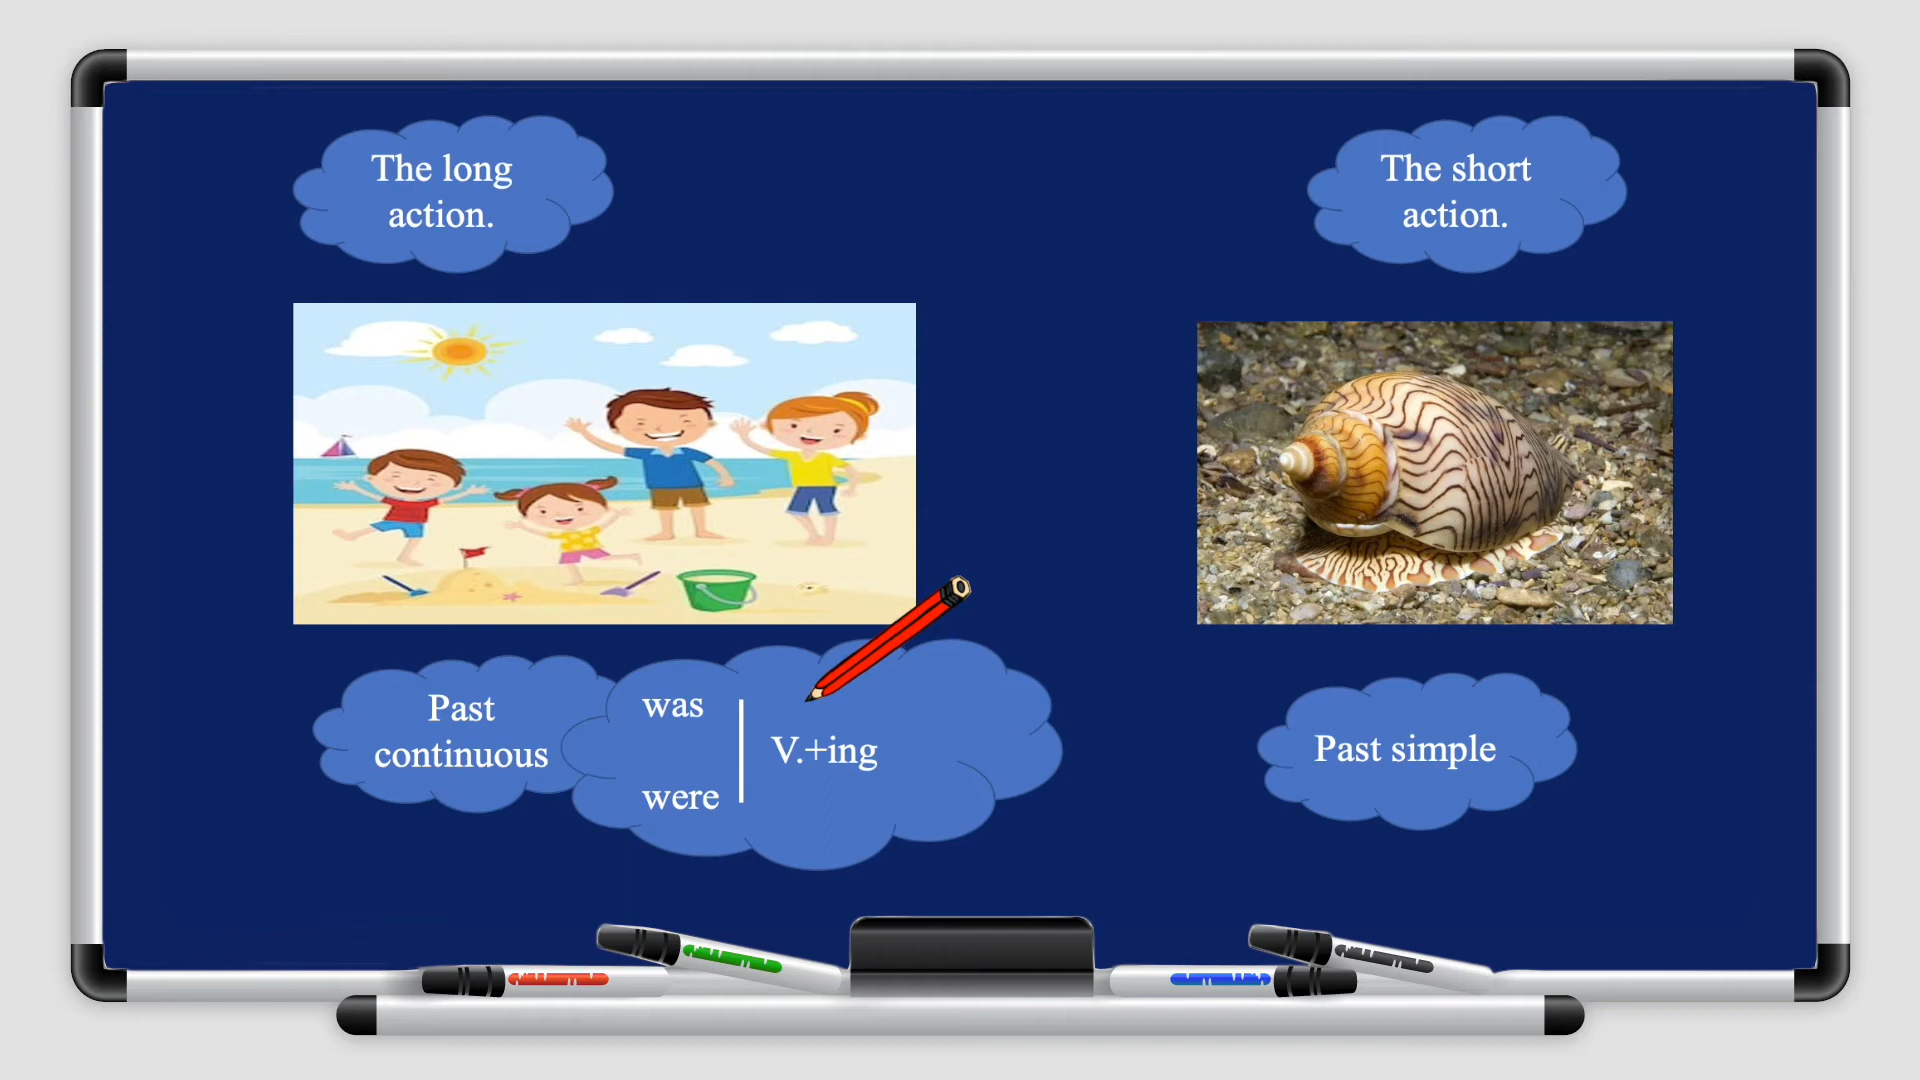 The long
action.
The short
action.
Past
continuous
was
were
V.+ing
Past simple